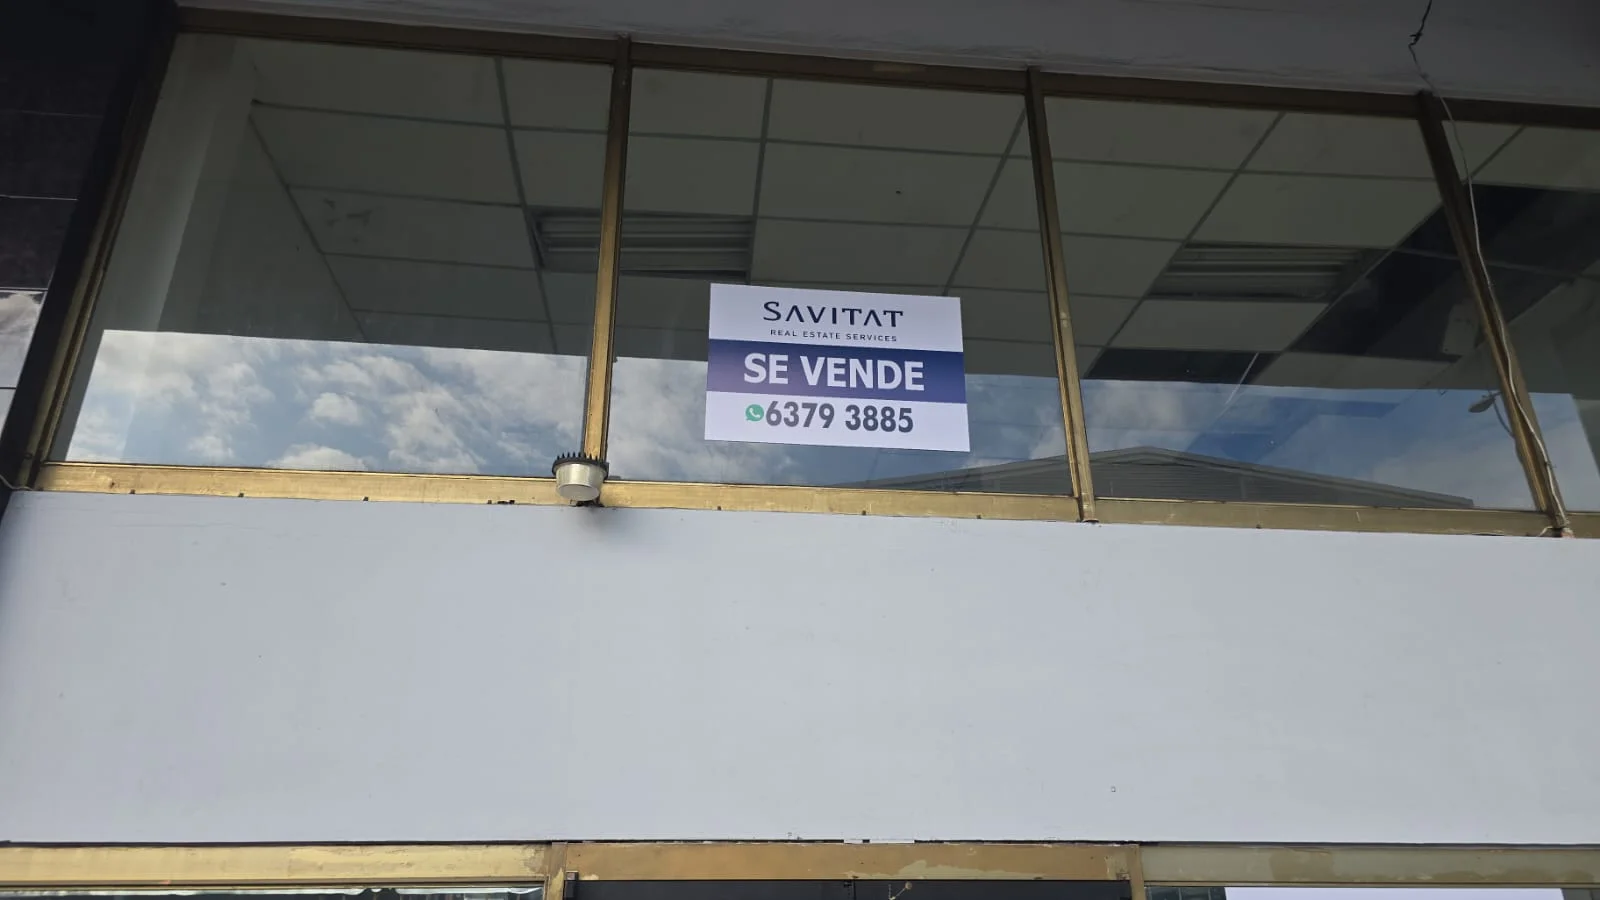 SAVITAT
REAL ESTATE SERVICES
SE VENDE
6379 3885